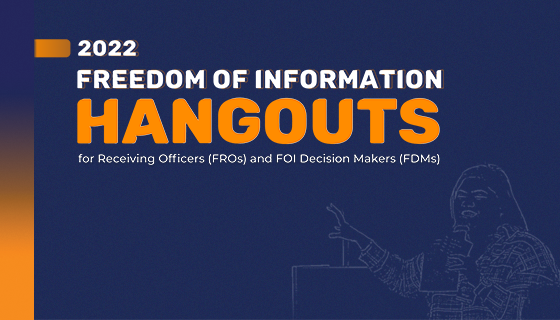 2022
FREEDOM OF INFORMATION
HANGOUTS
for Receiving Officers (FROs) and FOI Decision Makers (FDMs)